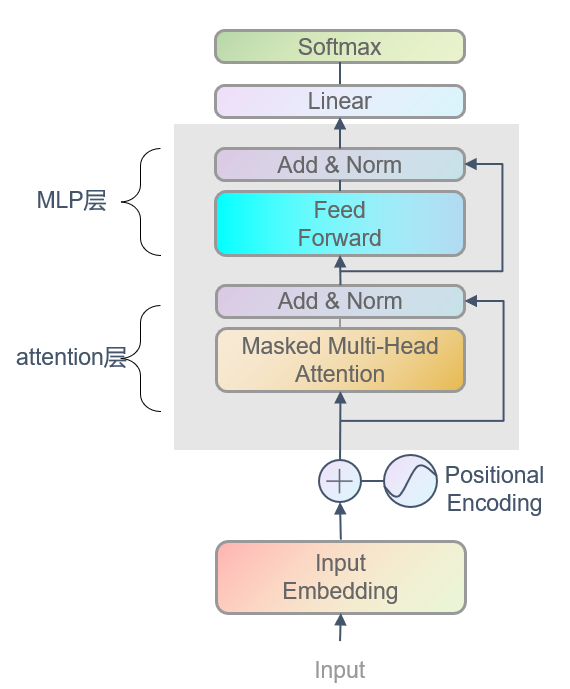 Softmax
Linear
Add & Norm
MLP层
Feed
Forward
Add & Norm
Masked Multi-Head
Attention
attention层
Positional
Encoding
Input
Embedding
Input